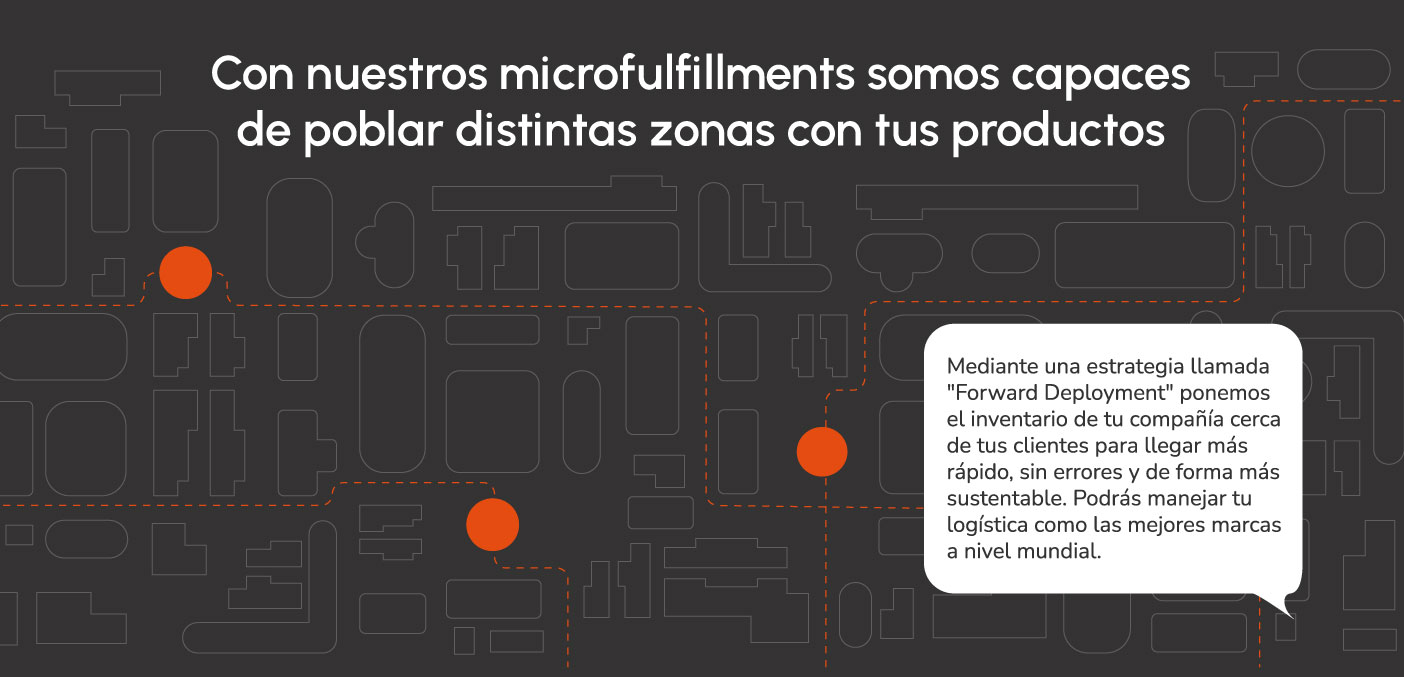 Con nuestros microfulfillments somos capaces
de poblar distintas zonas con tus productos
Mediante una estrategia llamada
"Forward Deployment" ponemos
el inventario de tu compañía cerca
de tus clientes para llegar más
rápido, sin errores y de forma más
sustentable. Podrás manejar tu
logística como las mejores marcas
a nivel mundial.